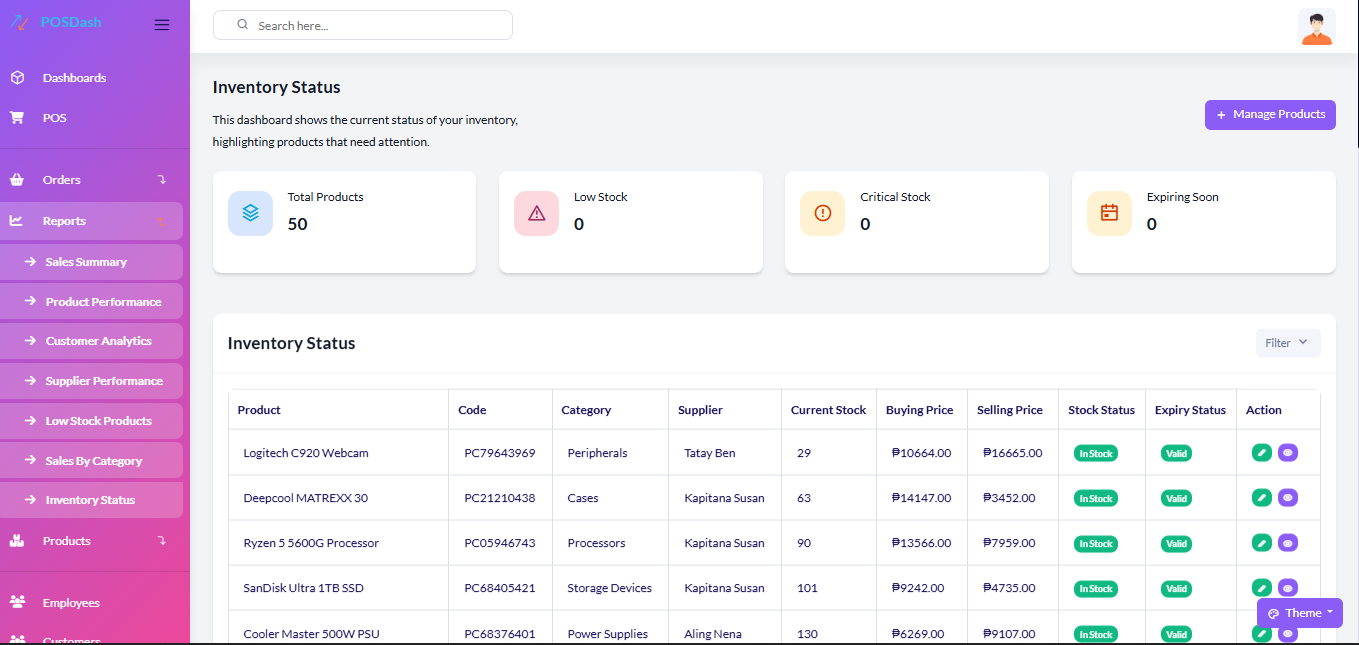 POSDash
Search here...
Dashboards
POS
Orders
Reports
Sales Summary
Product Performance
Customer Analytics
Supplier Performance
Low Stock Products
Sales By Category
Inventory Status
Products
Employees
Customers
Inventory Status
This dashboard shows the current status of your inventory,
highlighting products that need attention.
+ Manage Products
Total Products
50
Low Stock
0
Critical Stock
0
Expiring Soon
0
Inventory Status
Filter
Product Code Category Supplier Current Stock Buying Price Selling Price Stock Status Expiry Status Action
Logitech C920 Webcam PC79643969 Peripherals Tatay Ben 29 ₱10664.00 ₱16665.00 In Stock Valid
Deepcool MATREXX 30 PC21210438 Cases Kapitana Susan 63 ₱14147.00 ₱3452.00 In Stock Valid
Ryzen 5 5600G Processor PC05946743 Processors Kapitana Susan 90 ₱13566.00 ₱7959.00 In Stock Valid
SanDisk Ultra 1TB SSD PC68405421 Storage Devices Kapitana Susan 101 ₱9242.00 ₱4735.00 In Stock Valid
Cooler Master 500W PSU PC68376401 Power Supplies Aling Nena 130 ₱6269.00 ₱9107.00 In Stock Valid
Theme